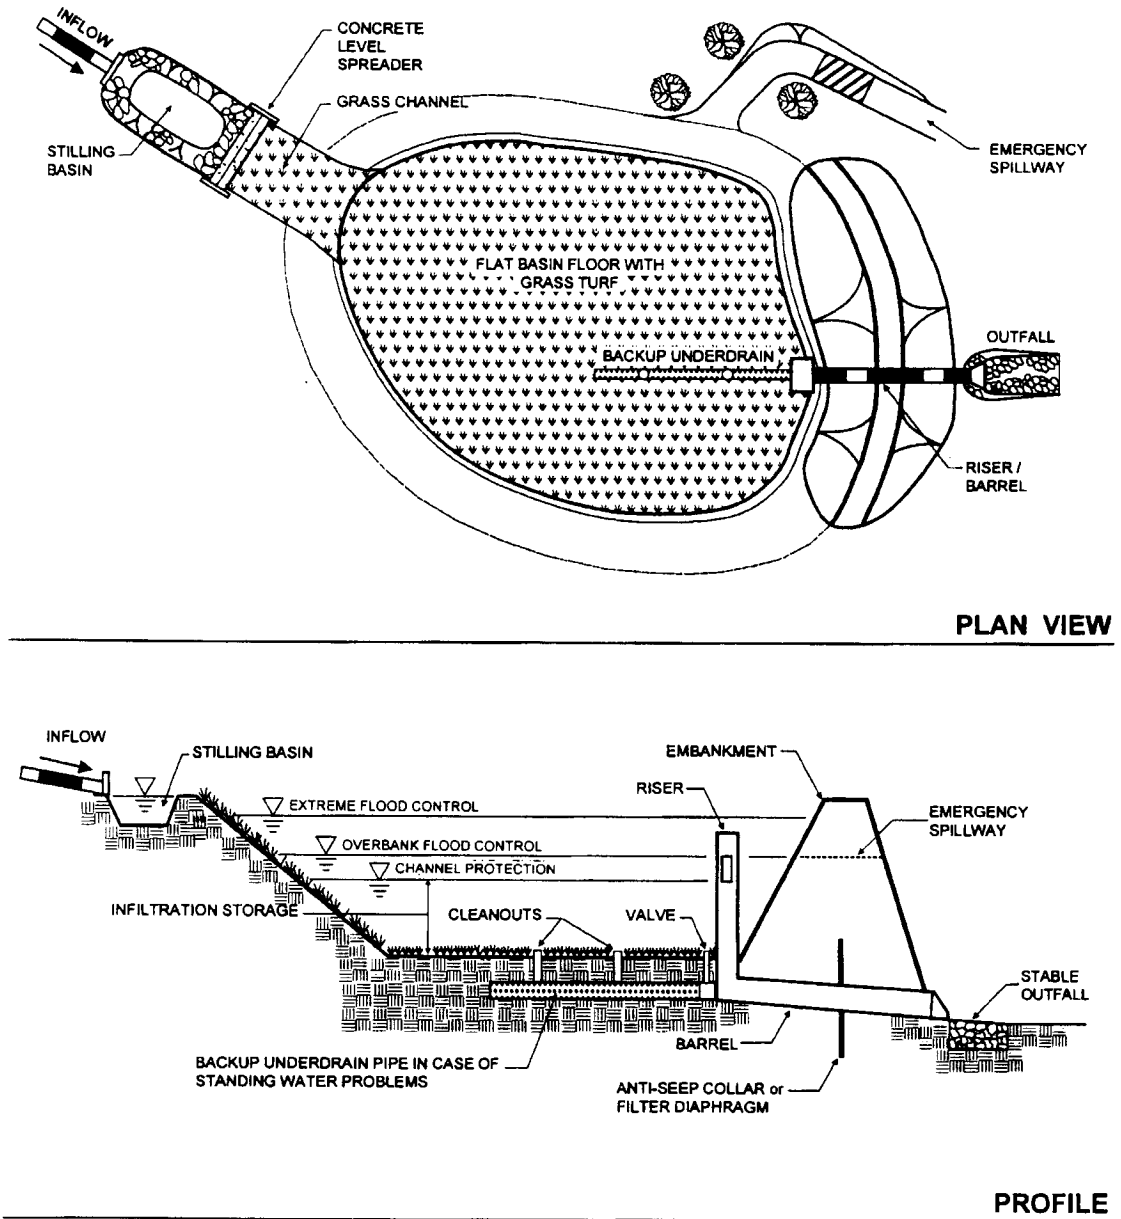 INFLOW
CONCRETE
LEVEL
SPREADER
GRASS CHANNEL
STILLING
BASIN
EMERGENCY
SPILLWAY
FLAT BASIN FLOOR WITH
GRASS TURF
BACKUP UNDERDRAIN
OUTFALL
RISER /
BARREL
PLAN VIEW
INFLOW
STILLING BASIN
EMBANKMENT
RISER
EXTREME FLOOD CONTROL
EMERGENCY
SPILLWAY
OVERBANK FLOOD CONTROL
CHANNEL PROTECTION
INFILTRATION STORAGE
CLEANOUTS
VALVE
STABLE
OUTFALL
BARREL
BACKUP UNDERDRAIN PIPE IN CASE OF
STANDING WATER PROBLEMS
ANTI-SEEP COLLAR or
FILTER DIAPHRAGM
PROFILE